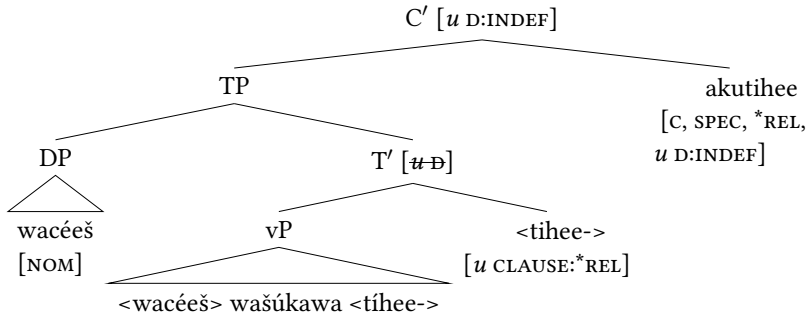 C′ [u D:INDEF]
TP akutihee
[C, SPEC, *REL,
DP T′ [u D] u D:INDEF]
wacéeš vP <tihee->
[NOM] [u CLAUSE:*REL]
<wacéeš> wašúkawa <tíhee->